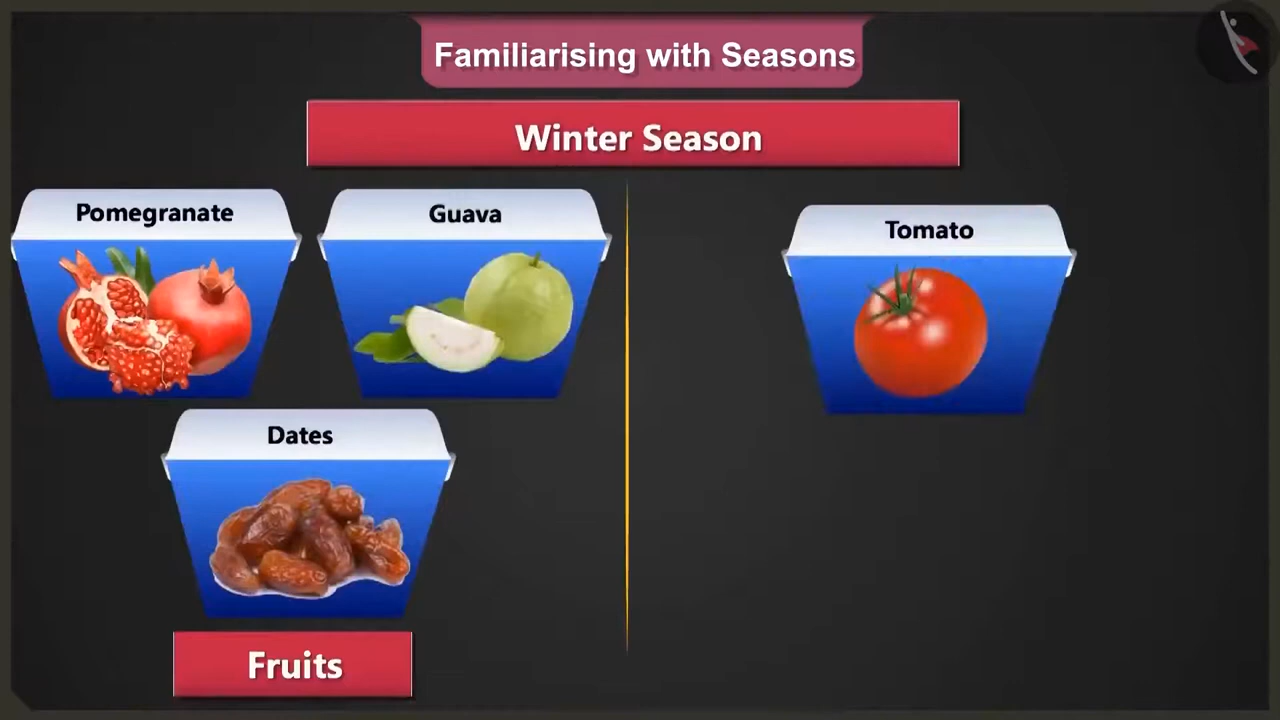 Familiarising with Seasons
Winter Season
Pomegranate
Guava
Tomato
Dates
Fruits